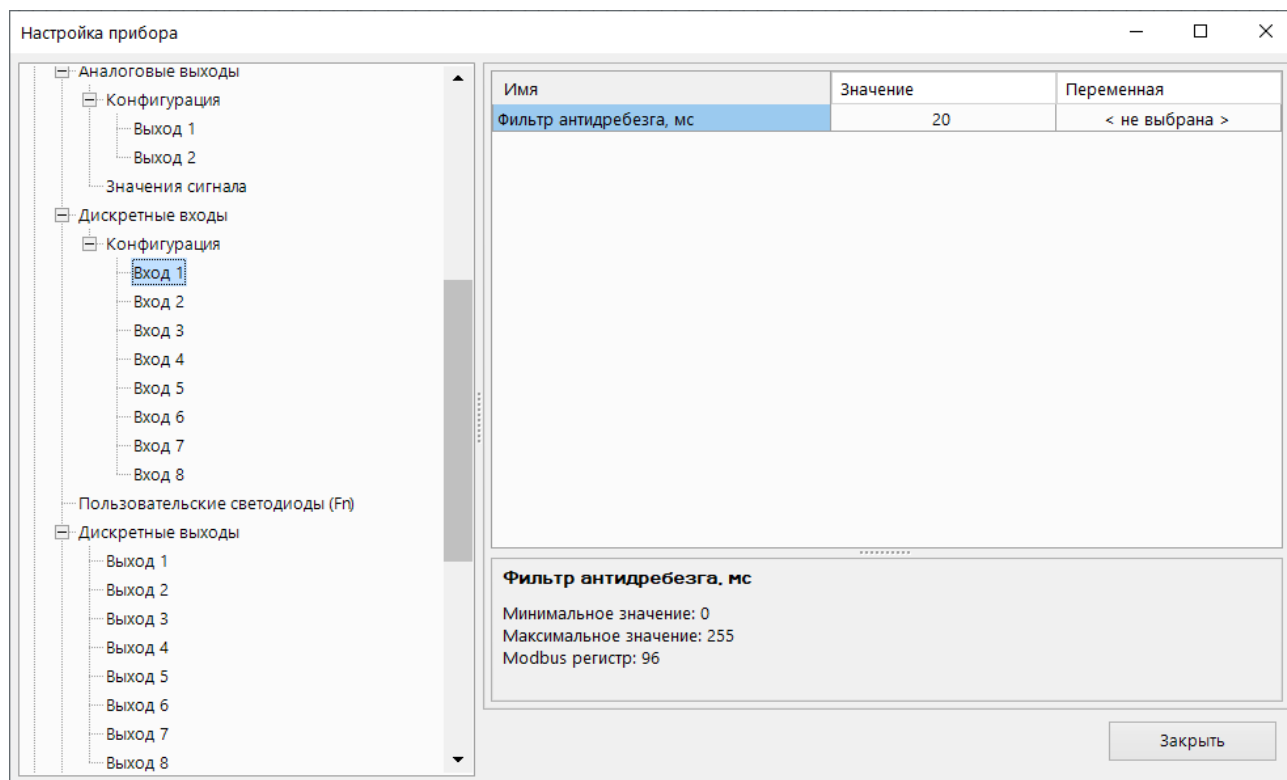 Настройка прибора
Аналоговые выходы
Конфигурация
Выход 1
Выход 2
Значения сигнала
Дискретные входы
Конфигурация
Вход 1
Вход 2
Вход 3
Вход 4
Вход 5
Вход 6
Вход 7
Вход 8
Пользовательские светодиоды (Fn)
Дискретные выходы
Выход 1
Выход 2
Выход 3
Выход 4
Выход 5
Выход 6
Выход 7
Выход 8
Имя Значение Переменная
Фильтр антидребезга, мс 20 < не выбрана >
Фильтр антидребезга, мс
Минимальное значение: 0
Максимальное значение: 255
Modbus регистр: 96
Закрыть